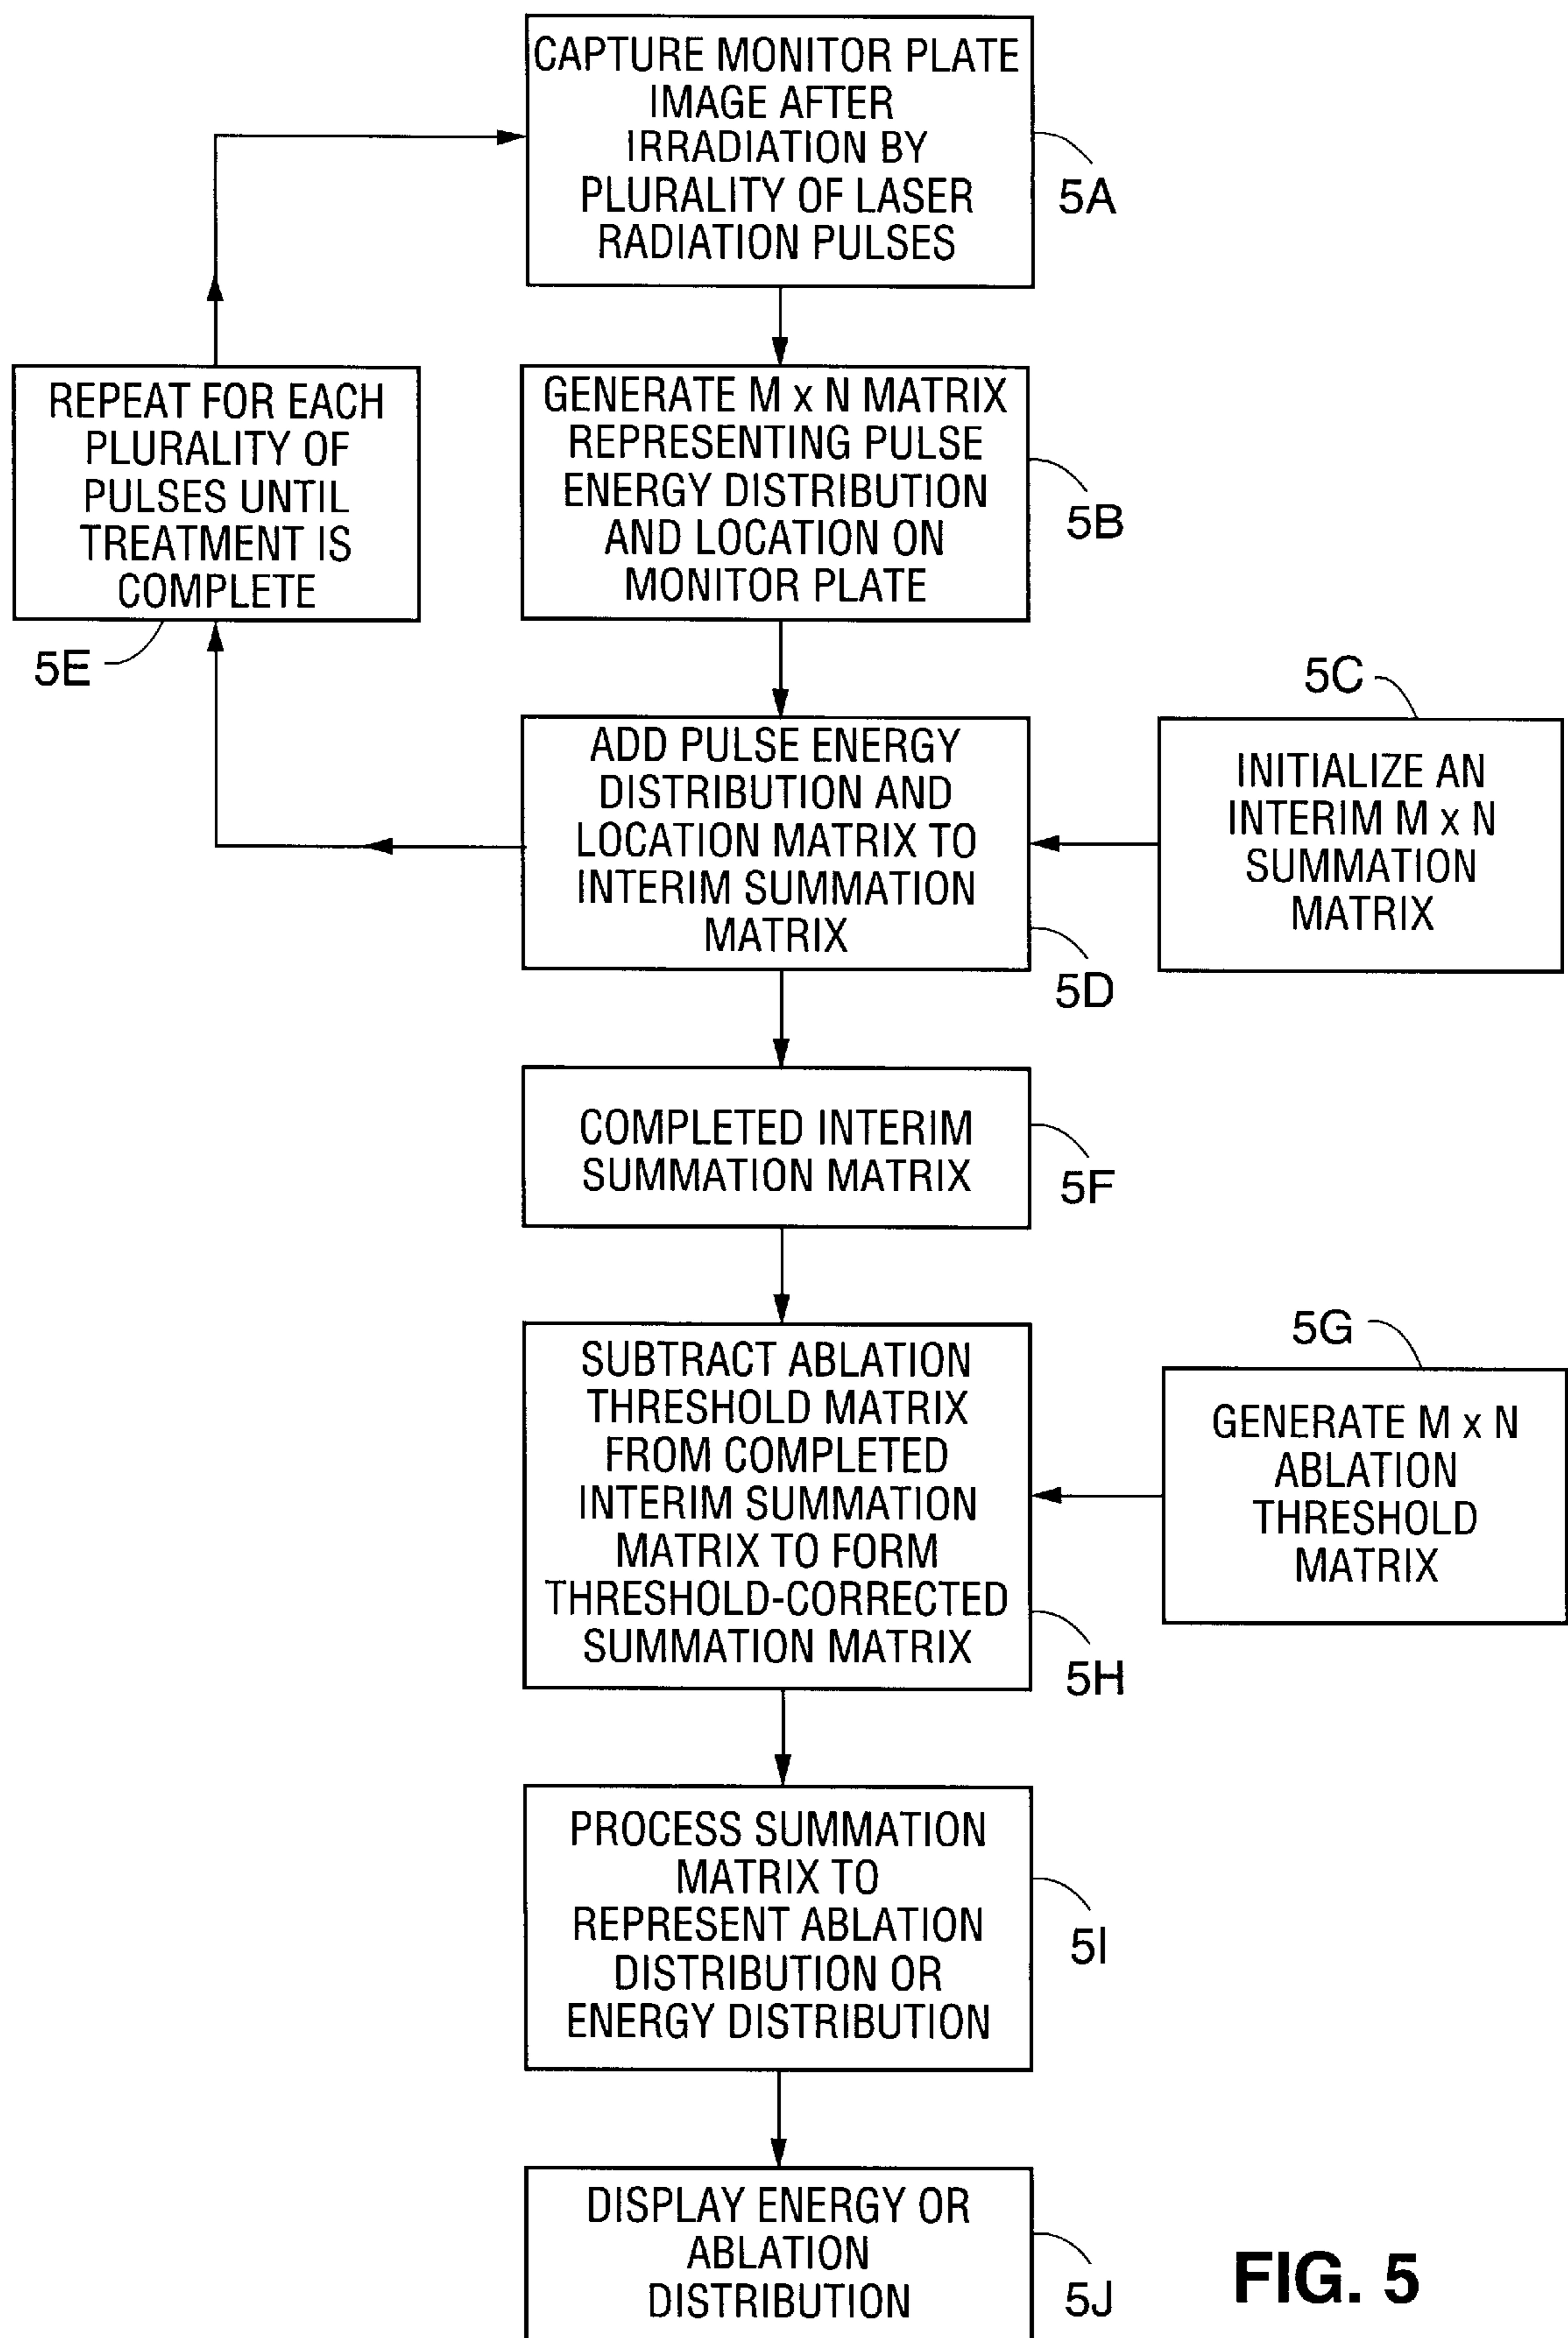 CAPTURE MONITOR PLATE
IMAGE AFTER
IRRADIATION BY
PLURALITY OF LASER
RADIATION PULSES
5A
GENERATE M x N MATRIX
REPRESENTING PULSE
ENERGY DISTRIBUTION
AND LOCATION ON
MONITOR PLATE
5B
REPEAT FOR EACH
PLURALITY OF
PULSES UNTIL
TREATMENT IS
COMPLETE
5E
5C
INITIALIZE AN
INTERIM M x N
SUMMATION
MATRIX
ADD PULSE ENERGY
DISTRIBUTION AND
LOCATION MATRIX TO
INTERIM SUMMATION
MATRIX
5D
COMPLETED INTERIM
SUMMATION MATRIX
5F
5G
GENERATE M x N
ABLATION
THRESHOLD
MATRIX
SUBTRACT ABLATION
THRESHOLD MATRIX
FROM COMPLETED
INTERIM SUMMATION
MATRIX TO FORM
THRESHOLD-CORRECTED
SUMMATION MATRIX
5H
PROCESS SUMMATION
MATRIX TO
REPRESENT ABLATION
DISTRIBUTION OR
ENERGY DISTRIBUTION
5I
DISPLAY ENERGY OR
ABLATION
DISTRIBUTION
5J
FIG. 5